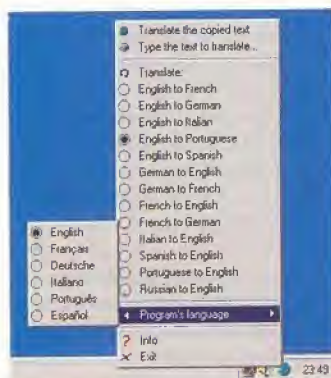 Translate the copied text
Type the text to translate...
Translate:
English to French
English to German
English to Italian
English to Portuguese
English to Spanish
German to English
German to French
French to English
French to German
Italian to English
Spanish to English
Portuguese to English
Russian to English
Program's language
English
Français
Deutsche
Italiano
Português
Español
Info
Exit
23:49